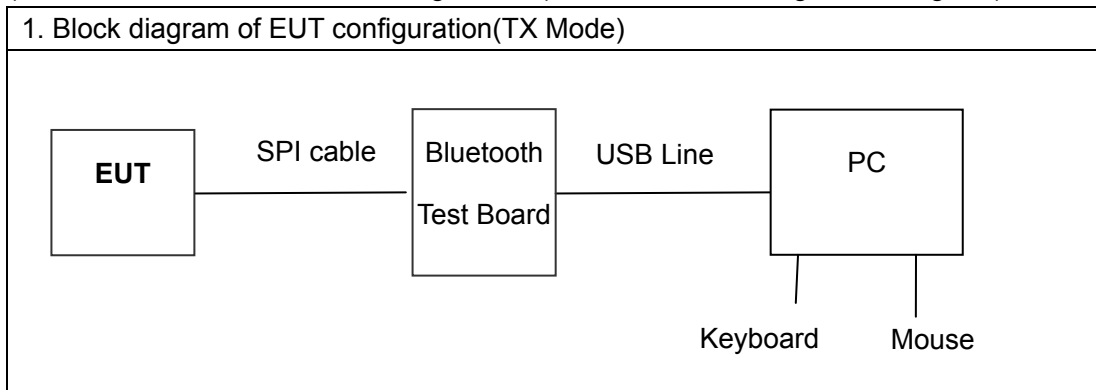 1. Block diagram of EUT configuration(TX Mode)
EUT
SPI cable
Bluetooth
Test Board
USB Line
PC
Keyboard
Mouse